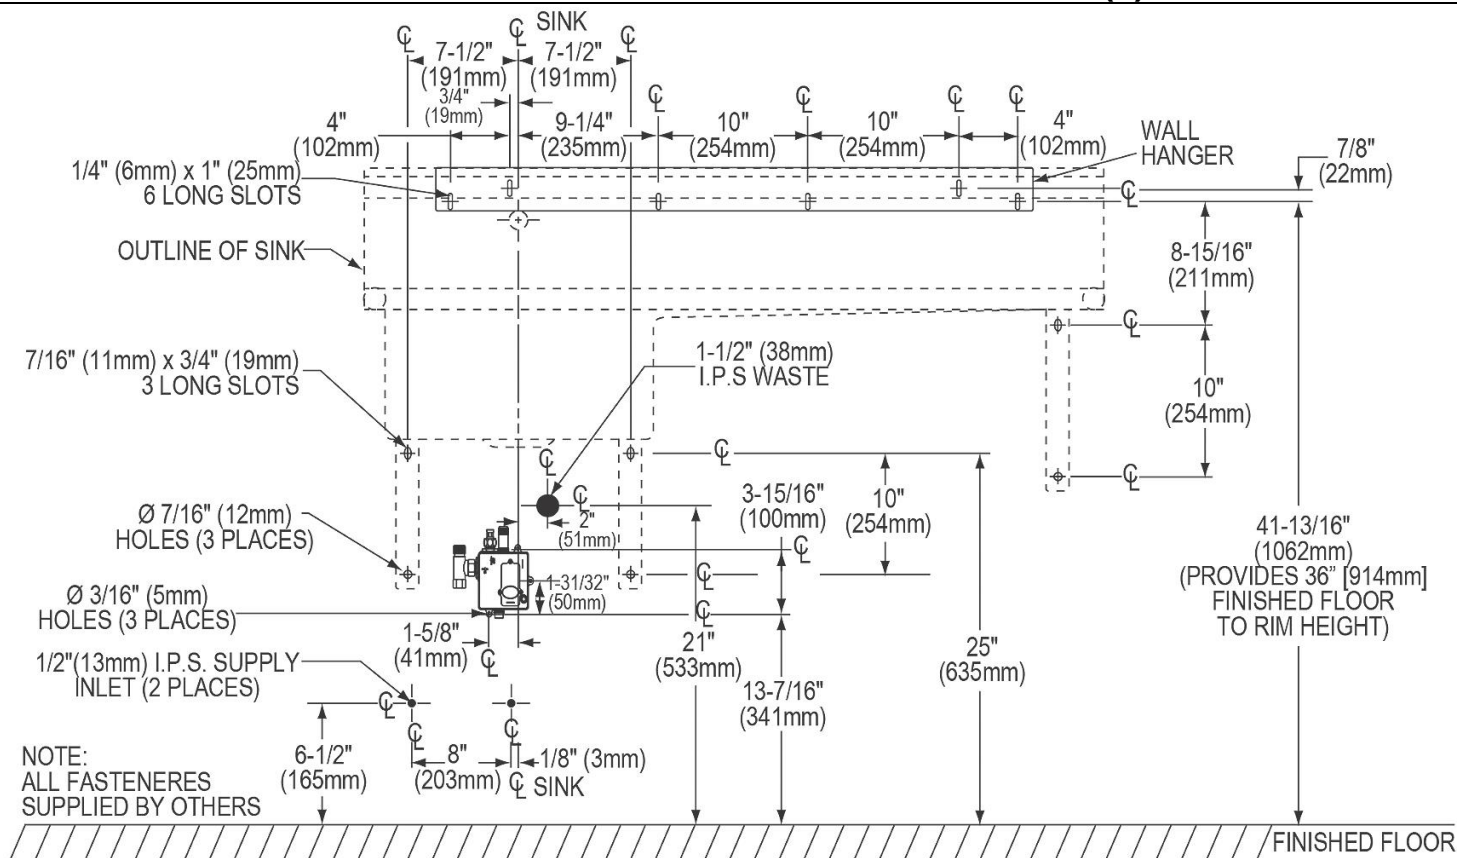 SINK
7-1/2"
(191mm)
7-1/2"
(191mm)
3/4"
(19mm)
4"
(102mm)
9-1/4"
(235mm)
10"
(254mm)
10"
(254mm)
4"
(102mm)
WALL
HANGER
7/8"
(22mm)
1/4" (6mm) x 1" (25mm)
6 LONG SLOTS
OUTLINE OF SINK
8-15/16"
(211mm)
7/16" (11mm) x 3/4" (19mm)
3 LONG SLOTS
1-1/2" (38mm)
I.P.S WASTE
10"
(254mm)
Ø 7/16" (12mm)
HOLES (3 PLACES)
2"
(51mm)
3-15/16"
(100mm)
10"
(254mm)
41-13/16"
(1062mm)
(PROVIDES 36” [914mm]
FINISHED FLOOR
TO RIM HEIGHT)
Ø 3/16" (5mm)
HOLES (3 PLACES)
1-31/32"
(50mm)
1-5/8"
(41mm)
21"
(533mm)
25"
(635mm)
1/2"(13mm) I.P.S. SUPPLY
INLET (2 PLACES)
13-7/16"
(341mm)
6-1/2"
(165mm)
8"
(203mm)
1/8" (3mm)
SINK
NOTE:
ALL FASTENERES
SUPPLIED BY OTHERS
FINISHED FLOOR